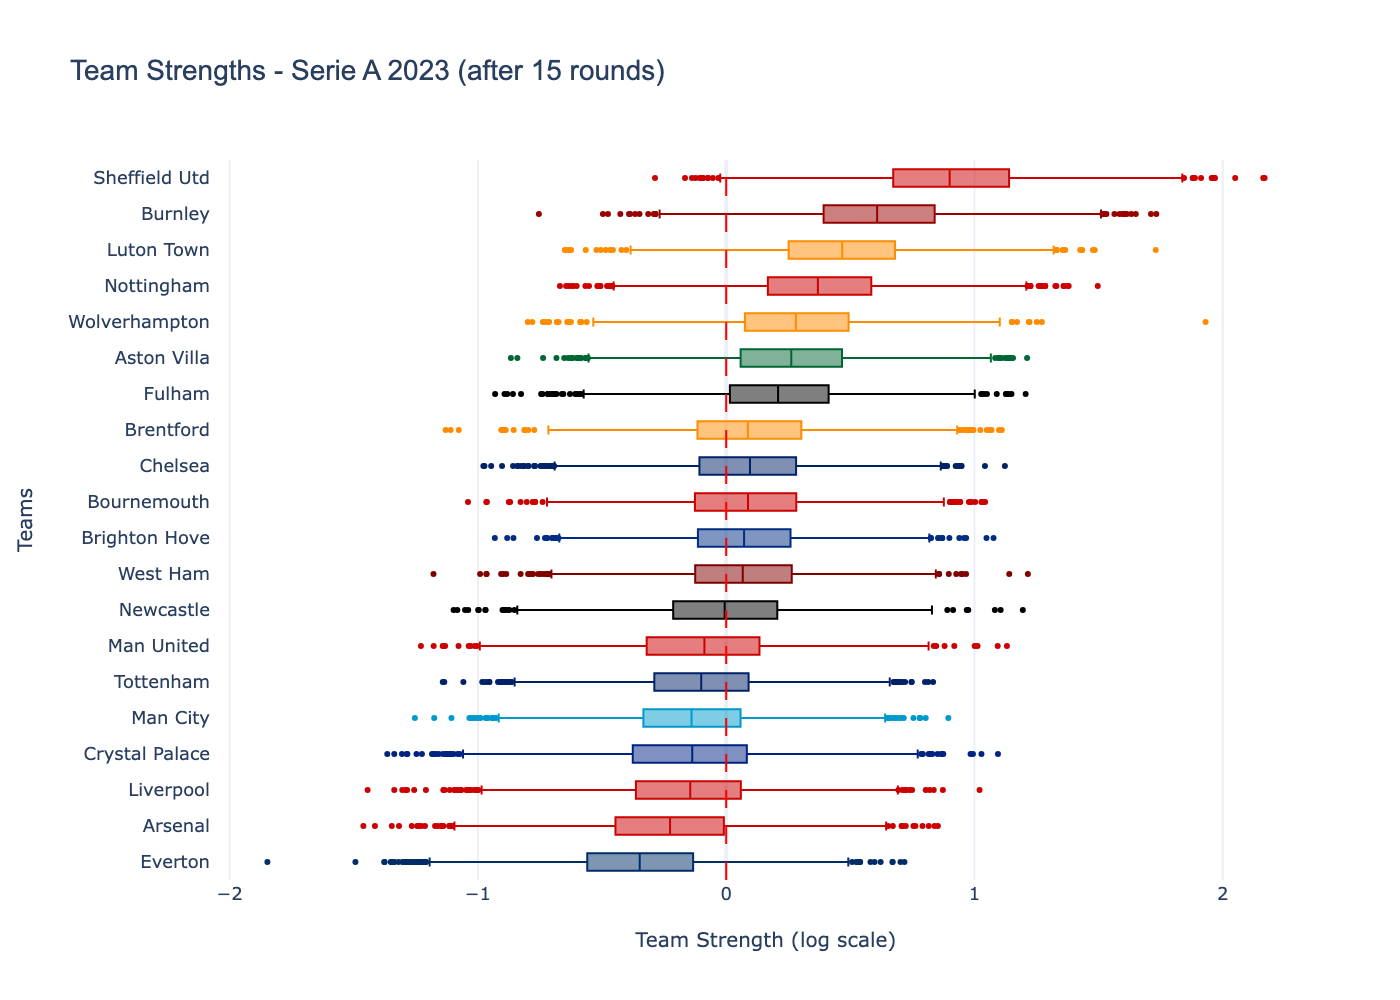 Team Strengths - Serie A 2023 (after 15 rounds)
Sheffield Utd
Burnley
Luton Town
Nottingham
Wolverhampton
Aston Villa
Fulham
Brentford
Chelsea
Bournemouth
Brighton Hove
West Ham
Newcastle
Man United
Tottenham
Man City
Crystal Palace
Liverpool
Arsenal
Everton
Teams
−2 −1 0 1 2
Team Strength (log scale)